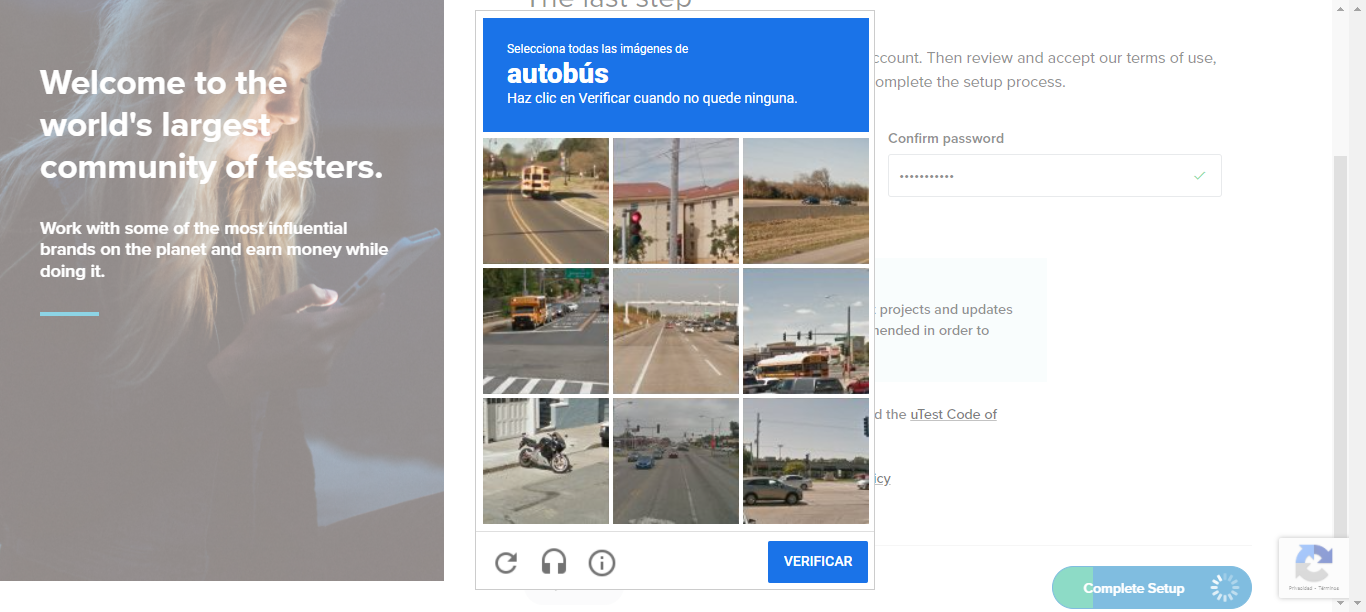 Welcome to the
world's largest
community of testers.
Work with some of the most influential
brands on the planet and earn money while
doing it.
The last step
ccount. Then review and accept our terms of use,
omplete the setup process.
Confirm password
•••••••••••
projects and updates
mended in order to
d the uTest Code of
icy
Complete Setup
Selecciona todas las imágenes de
autobús
Haz clic en Verificar cuando no quede ninguna.
VERIFICAR
Privacidad - Términos